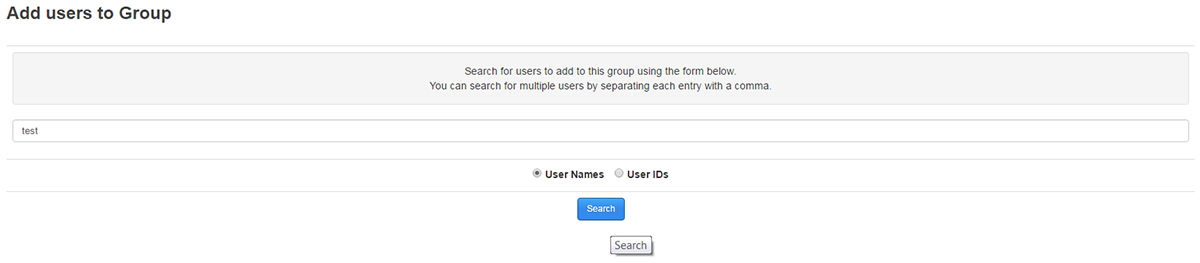 Add users to Group
Search for users to add to this group using the form below.
You can search for multiple users by separating each entry with a comma.
test
User Names User IDs
Search
Search